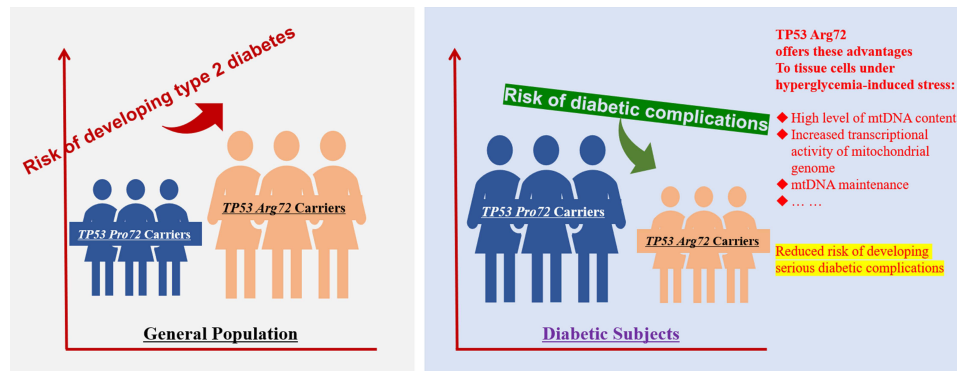 Risk of developing type 2 diabetes
TP53 Pro72 Carriers
TP53 Arg72 Carriers
General Population
Risk of diabetic complications
TP53 Pro72 Carriers
TP53 Arg72 Carriers
Diabetic Subjects
TP53 Arg72
offers these advantages
To tissue cells under
hyperglycemia-induced stress:
◆ High level of mtDNA content
◆ Increased transcriptional
activity of mitochondrial
genome
◆ mtDNA maintenance
◆ … …
Reduced risk of developing
serious diabetic complications